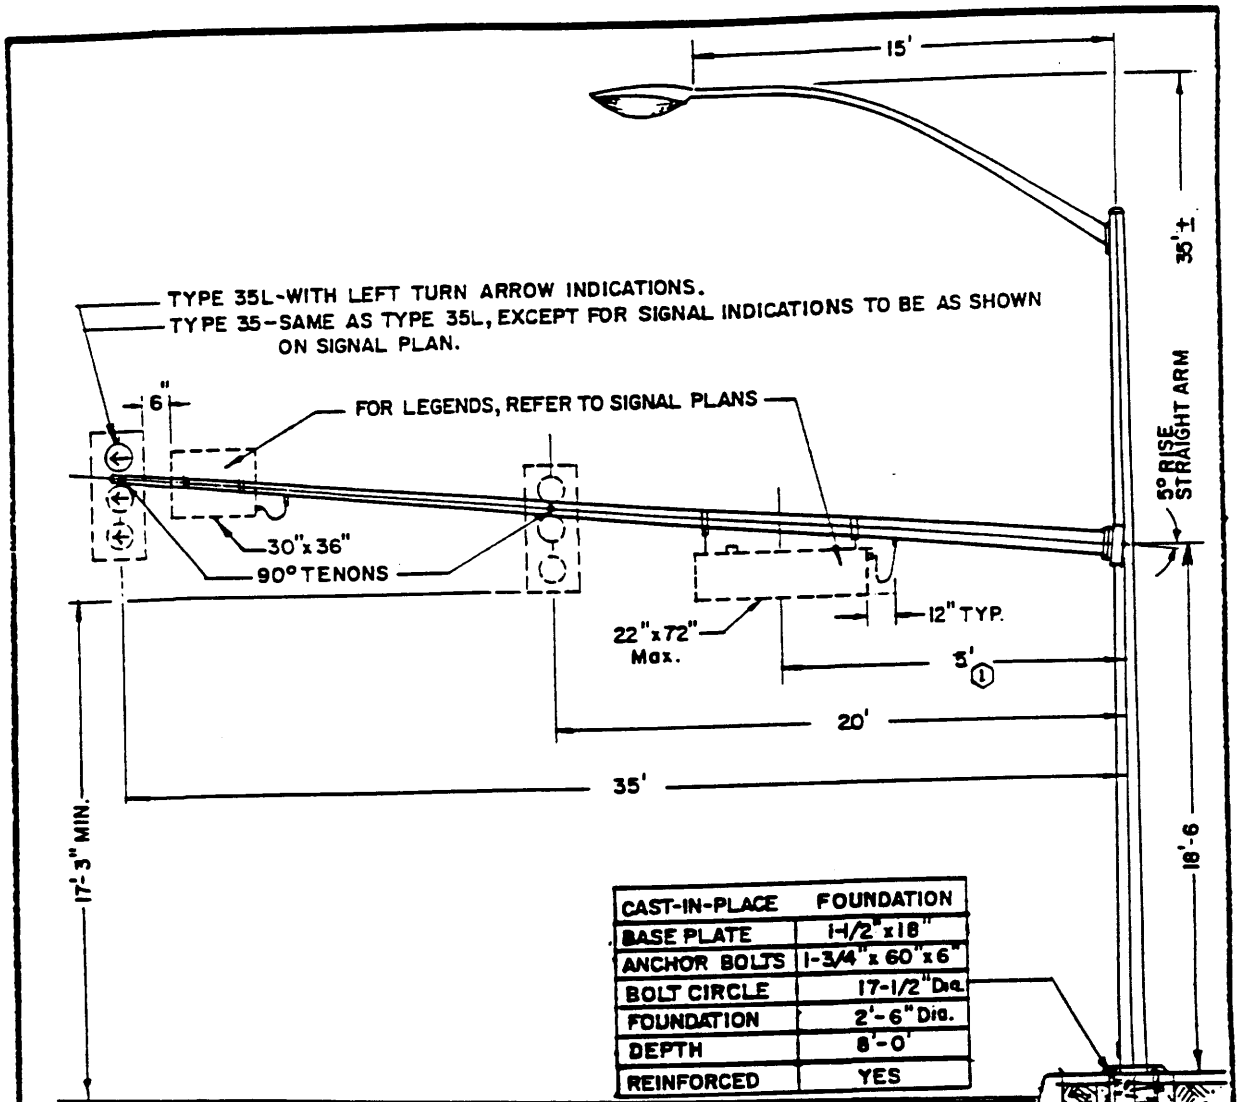 15'
35'±
TYPE 35L-WITH LEFT TURN ARROW INDICATIONS.
TYPE 35-SAME AS TYPE 35L, EXCEPT FOR SIGNAL INDICATIONS TO BE AS SHOWN
ON SIGNAL PLAN.
6"
FOR LEGENDS, REFER TO SIGNAL PLANS
5° RISE
STRAIGHT ARM
30"x36"
90° TENONS
22"x72"
Max.
12" TYP.
5'
1
20'
35'
17'-3" MIN.
18'-6
CAST-IN-PLACE FOUNDATION
BASE PLATE 1-1/2"x18"
ANCHOR BOLTS 1-3/4"x 60"x6"
BOLT CIRCLE 17-1/2"Dia.
FOUNDATION 2'-6"Dia.
DEPTH 8'-0'
REINFORCED YES